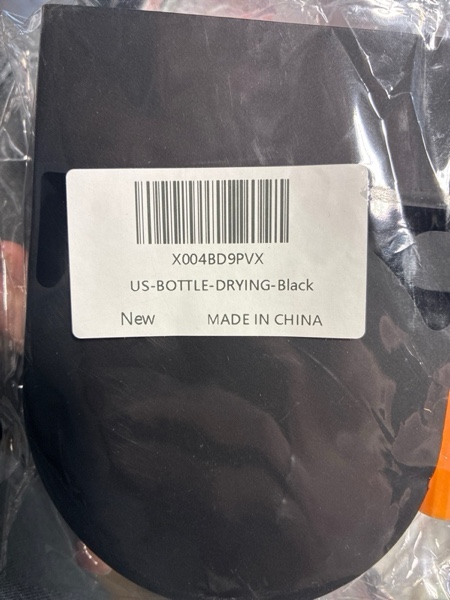 X004BD9PVX
US-BOTTLE-DRYING-Black
New MADE IN CHINA